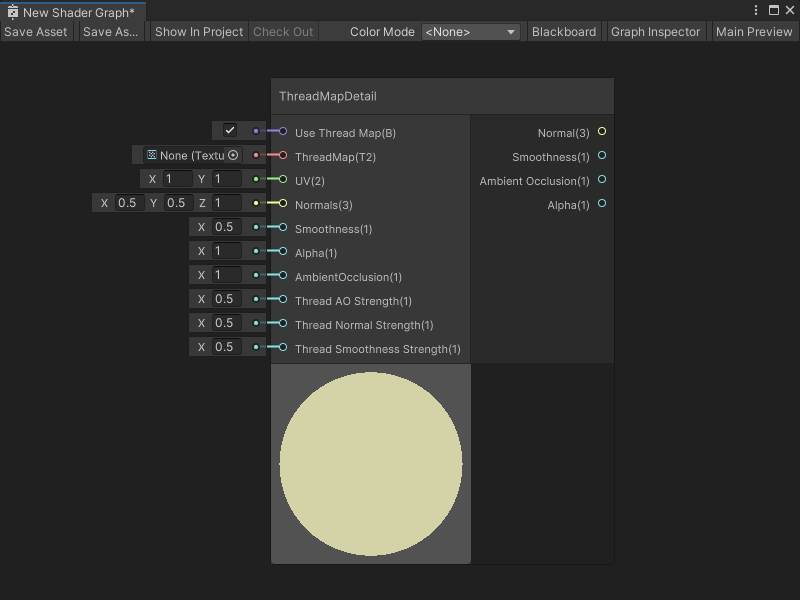 New Shader Graph*
Save Asset Save As... Show In Project Check Out Color Mode <None> Blackboard Graph Inspector Main Preview
ThreadMapDetail
Use Thread Map(B) Normal(3)
None (Textu ThreadMap(T2) Smoothness(1)
X 1 Y 1 UV(2) Ambient Occlusion(1)
X 0.5 Y 0.5 Z 1 Normals(3) Alpha(1)
X 0.5 Smoothness(1)
X 1 Alpha(1)
X 1 AmbientOcclusion(1)
X 0.5 Thread AO Strength(1)
X 0.5 Thread Normal Strength(1)
X 0.5 Thread Smoothness Strength(1)